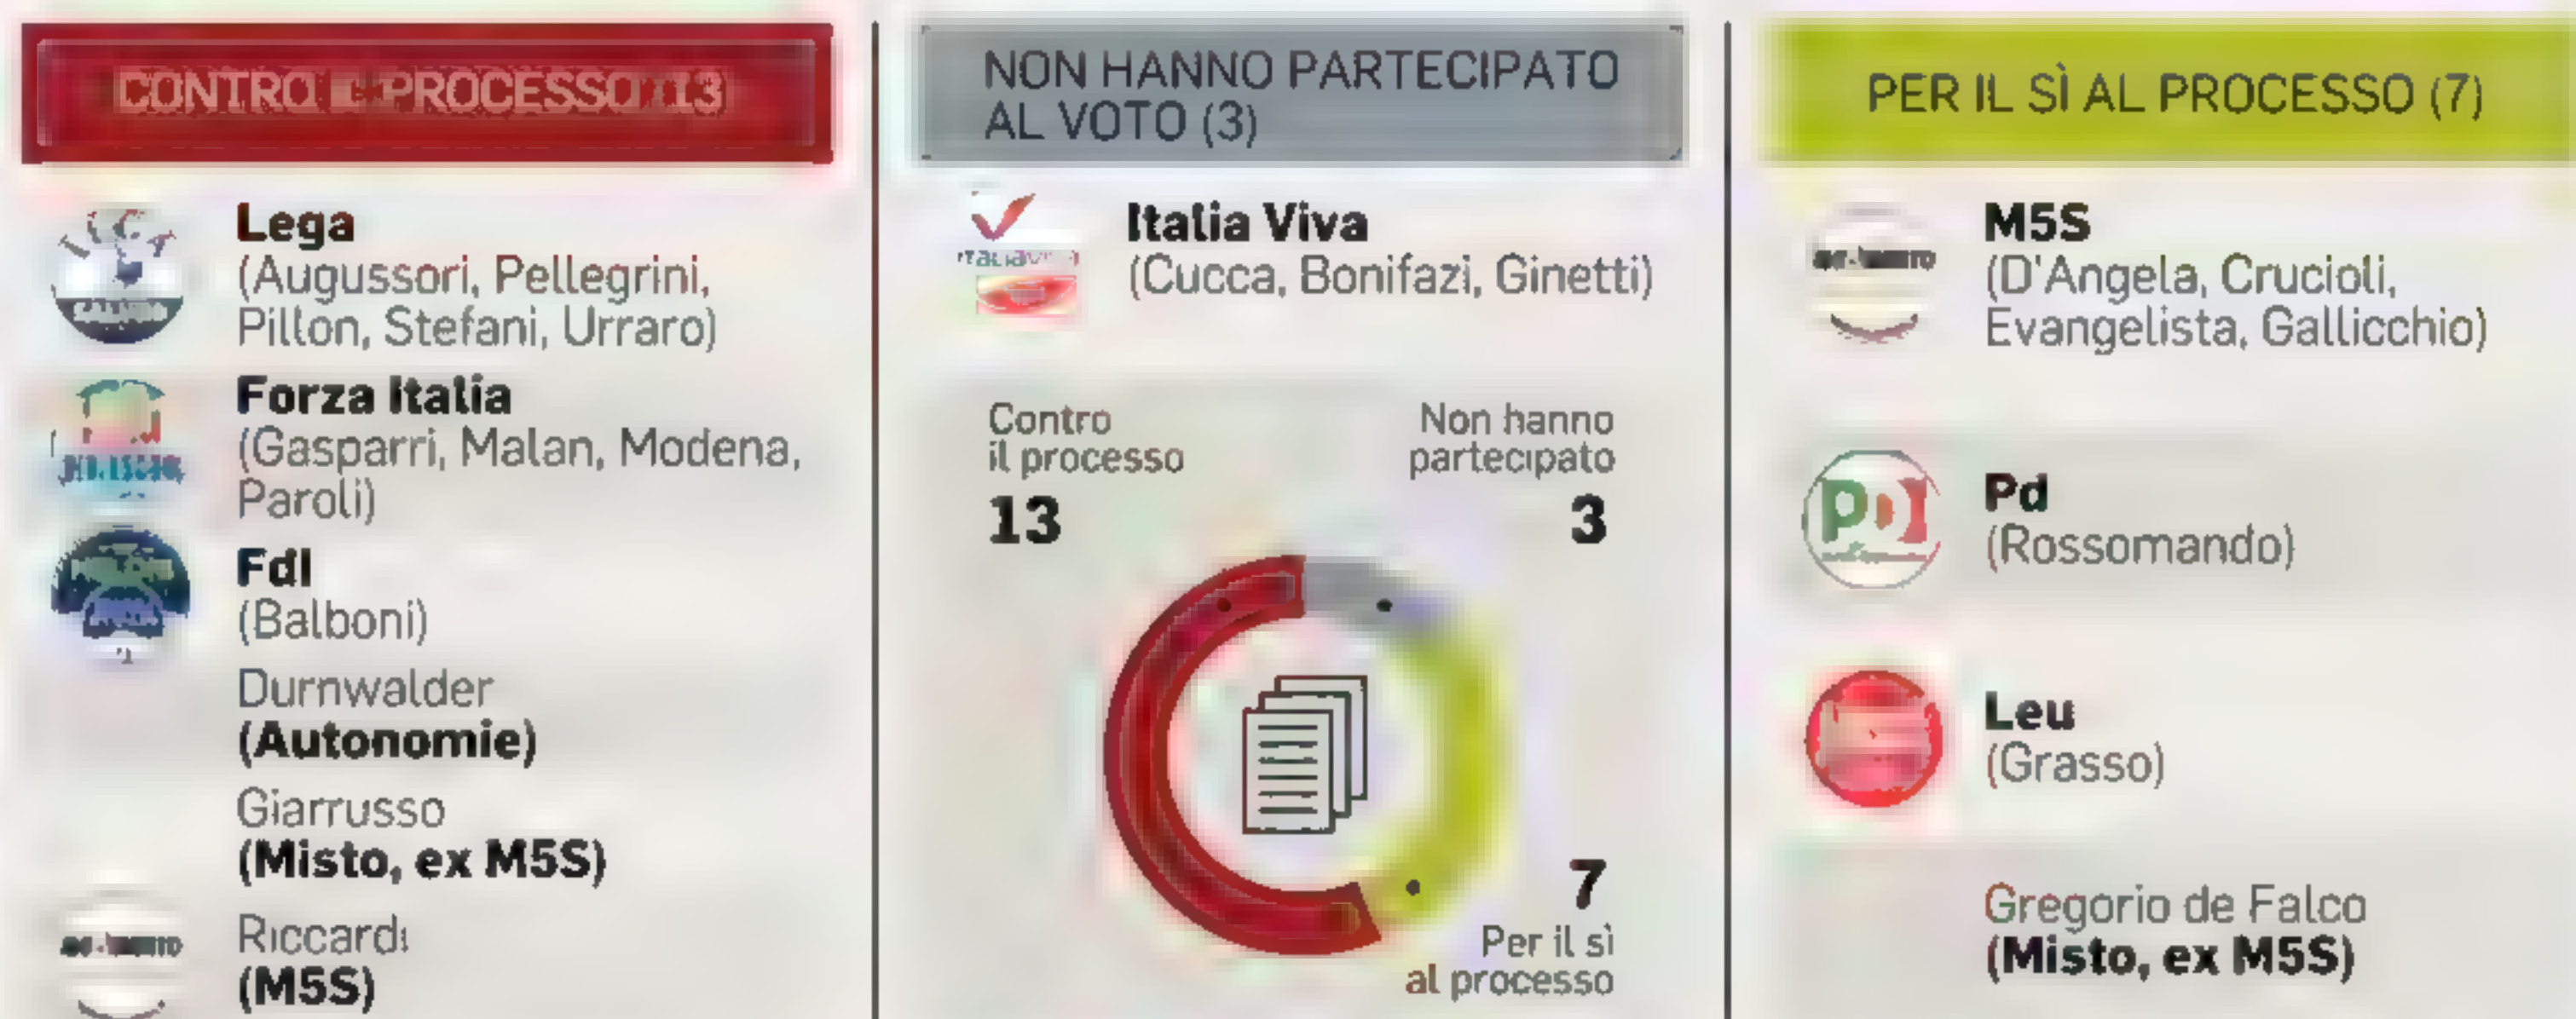 CONTRO IL PROCESSO (13)
Lega
(Augussori, Pellegrini,
Pillon, Stefani, Urraro)
Forza Italia
(Gasparri, Malan, Modena,
Paroli)
FdI
(Balboni)
Durnwalder
(Autonomie)
Giarrusso
(Misto, ex M5S)
Riccardi
(M5S)
NON HANNO PARTECIPATO
AL VOTO (3)
Italia Viva
(Cucca, Bonifazi, Ginetti)
Contro
il processo
13
Non hanno
partecipato
3
7
Per il sì
al processo
PER IL SÌ AL PROCESSO (7)
M5S
(D'Angela, Crucioli,
Evangelista, Gallicchio)
PD
Pd
(Rossomando)
Leu
(Grasso)
Gregorio de Falco
(Misto, ex M5S)